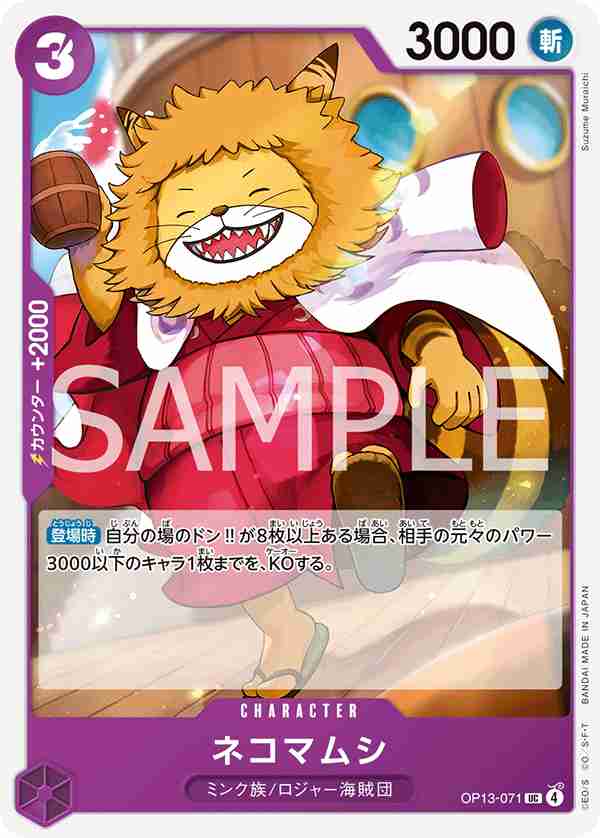 3
3000
斬
Suzume Muraichi
カウンター +2000
SAMPLE
登場時 自分の場のドン!!が8枚以上ある場合、相手の元々のパワー
3000以下のキャラ1枚までを、KOする。
CHARACTER
ネコマムシ
ミンク族/ロジャー海賊団
OP13-071 UC 4
©E.O/S ©O/S・F・T BANDAI MADE IN JAPAN